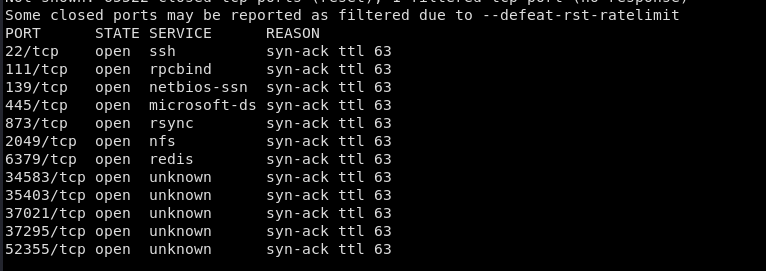 Not shown: 65522 closed tcp ports (reset), 1 filtered tcp port (no-response)
Some closed ports may be reported as filtered due to --defeat-rst-ratelimit
PORT      STATE SERVICE      REASON
22/tcp    open  ssh          syn-ack ttl 63
111/tcp   open  rpcbind      syn-ack ttl 63
139/tcp   open  netbios-ssn  syn-ack ttl 63
445/tcp   open  microsoft-ds syn-ack ttl 63
873/tcp   open  rsync        syn-ack ttl 63
2049/tcp  open  nfs          syn-ack ttl 63
6379/tcp  open  redis        syn-ack ttl 63
34583/tcp open  unknown      syn-ack ttl 63
35403/tcp open  unknown      syn-ack ttl 63
37021/tcp open  unknown      syn-ack ttl 63
37295/tcp open  unknown      syn-ack ttl 63
52355/tcp open  unknown      syn-ack ttl 63